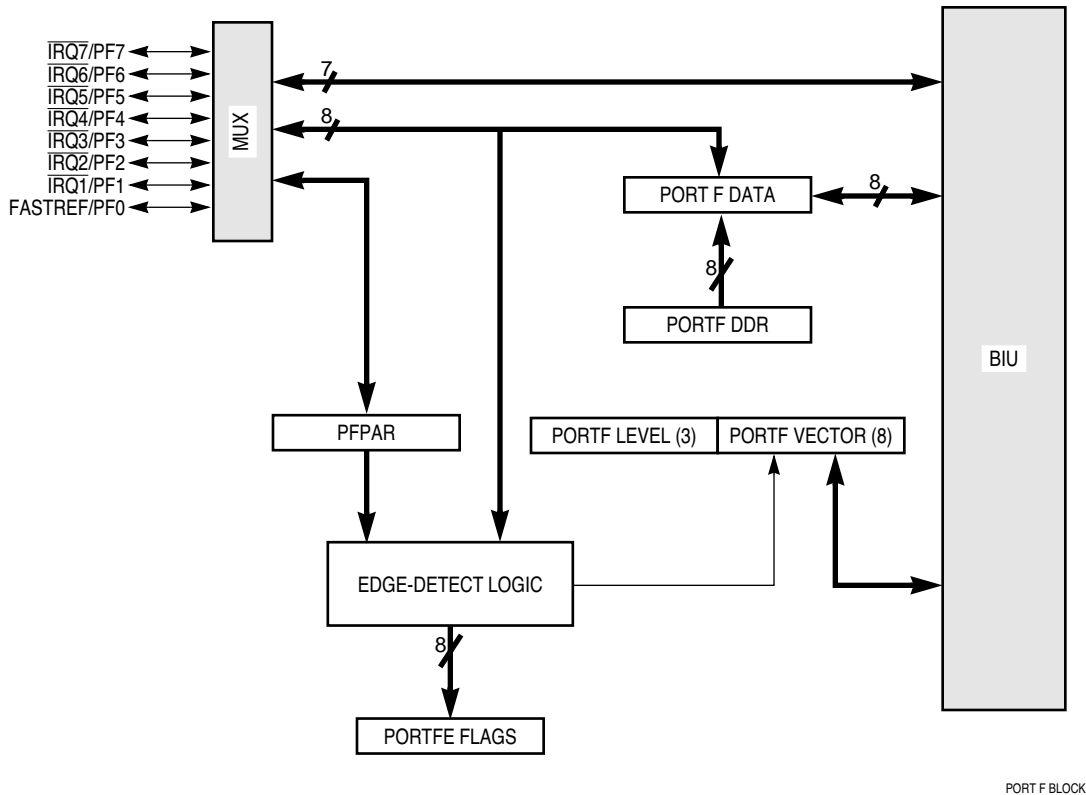 IRQ7/PF7
IRQ6/PF6
IRQ5/PF5
IRQ4/PF4
IRQ3/PF3
IRQ2/PF2
IRQ1/PF1
FASTREF/PF0
MUX
7
8
PORT F DATA
8
8
PORTF DDR
BIU
PFPAR
PORTF LEVEL (3)
PORTF VECTOR (8)
EDGE-DETECT LOGIC
8
PORTFE FLAGS
PORT F BLOCK